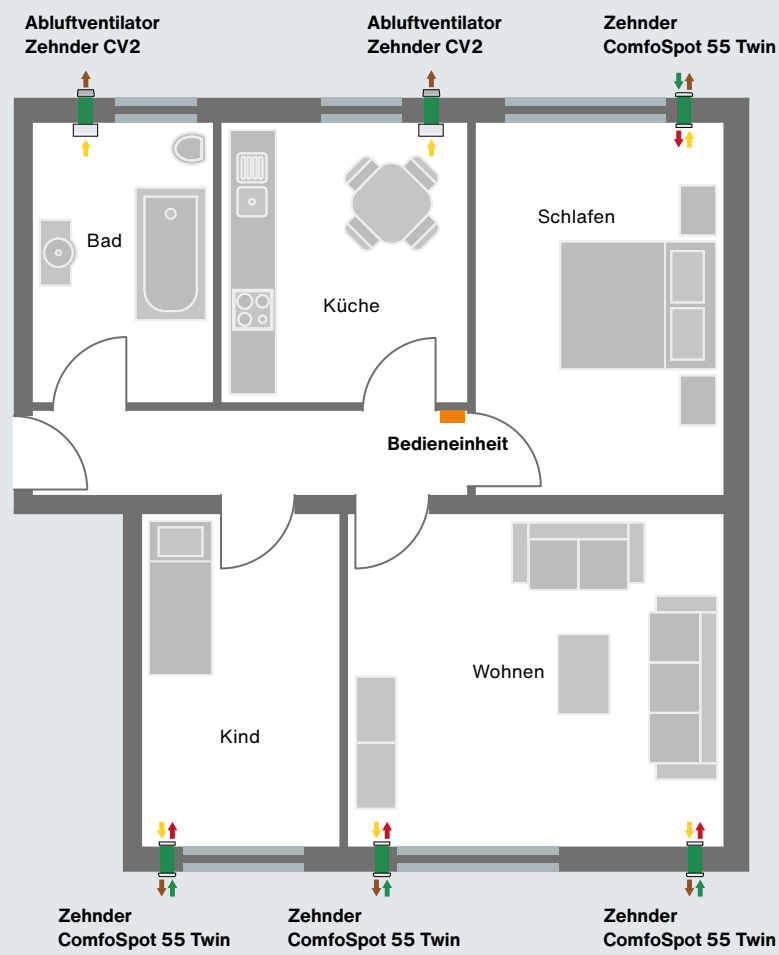 Abluftventilator
Zehnder CV2
Abluftventilator
Zehnder CV2
Zehnder
ComfoSpot 55 Twin
Bad
Küche
Schlafen
Bedieneinheit
Kind
Wohnen
Zehnder
ComfoSpot 55 Twin
Zehnder
ComfoSpot 55 Twin
Zehnder
ComfoSpot 55 Twin